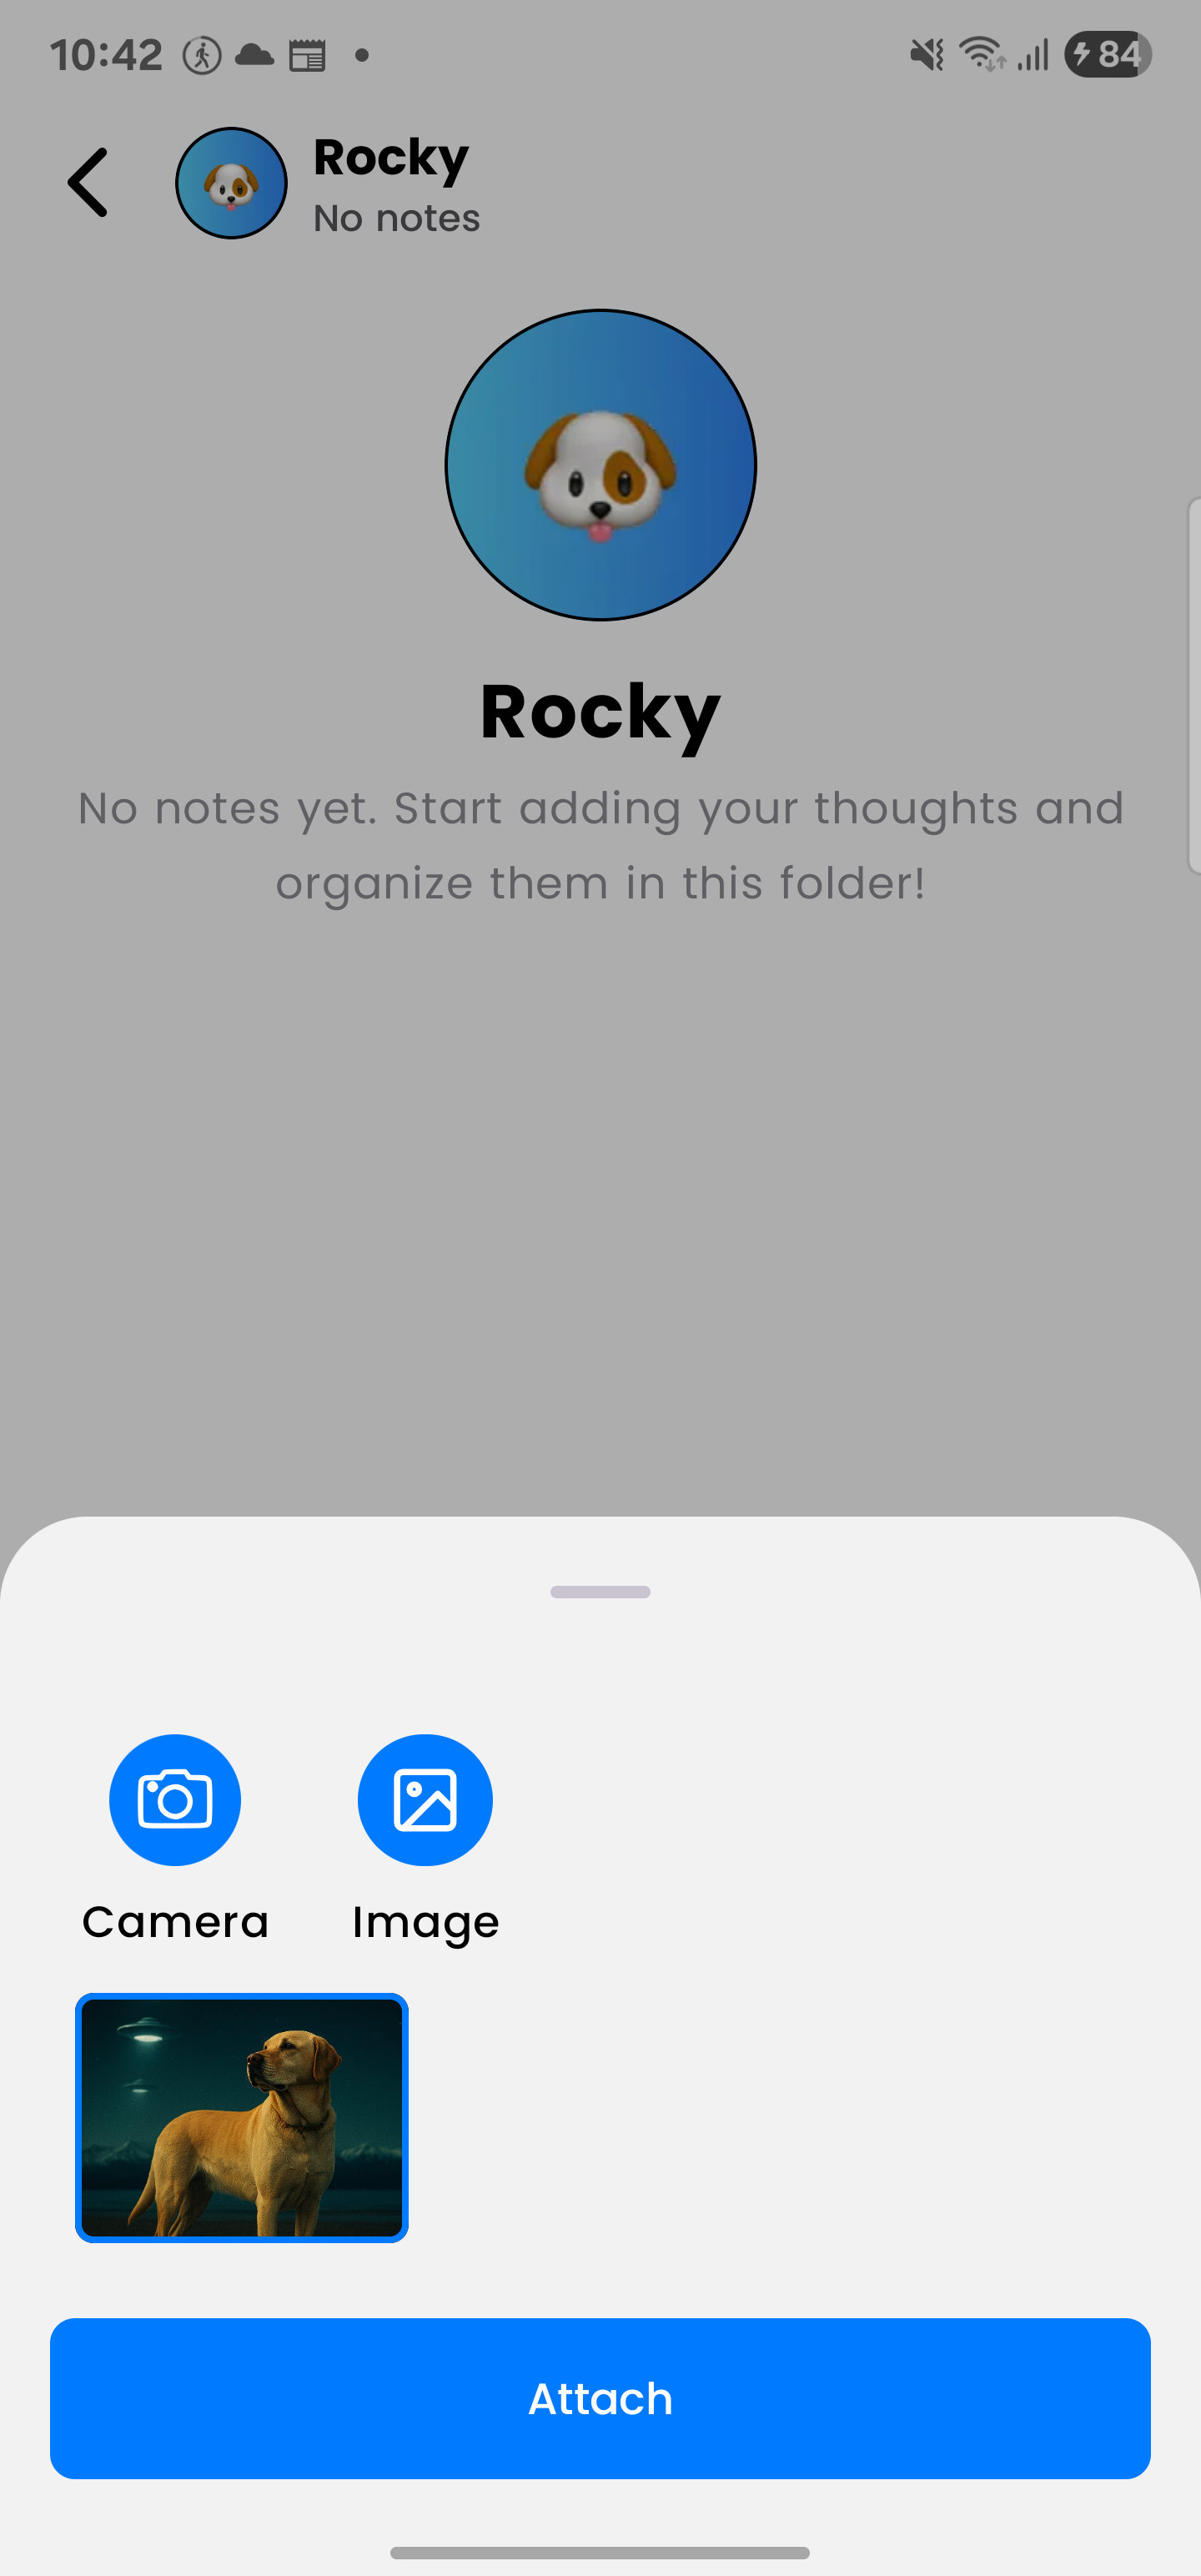 10:42
84
Rocky
No notes
Rocky
No notes yet. Start adding your thoughts and
organize them in this folder!
Camera
Image
Attach